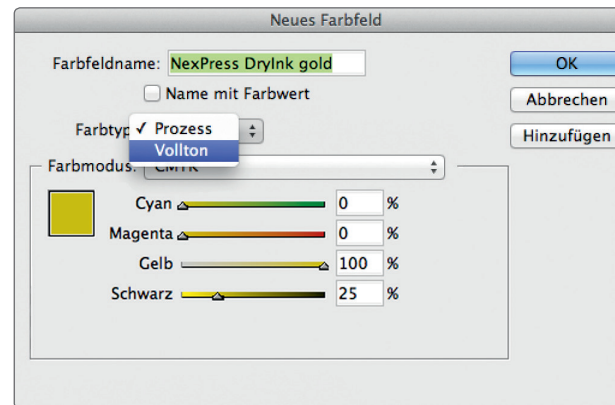 Neues Farbfeld
Farbfeldname: NexPress DryInk gold
OK
Name mit Farbwert
Abbrechen
Farbtyp ✓ Prozess
Hinzufügen
Vollton
Farbmodus: CMYK
Cyan 0 %
Magenta 0 %
Gelb 100 %
Schwarz 25 %